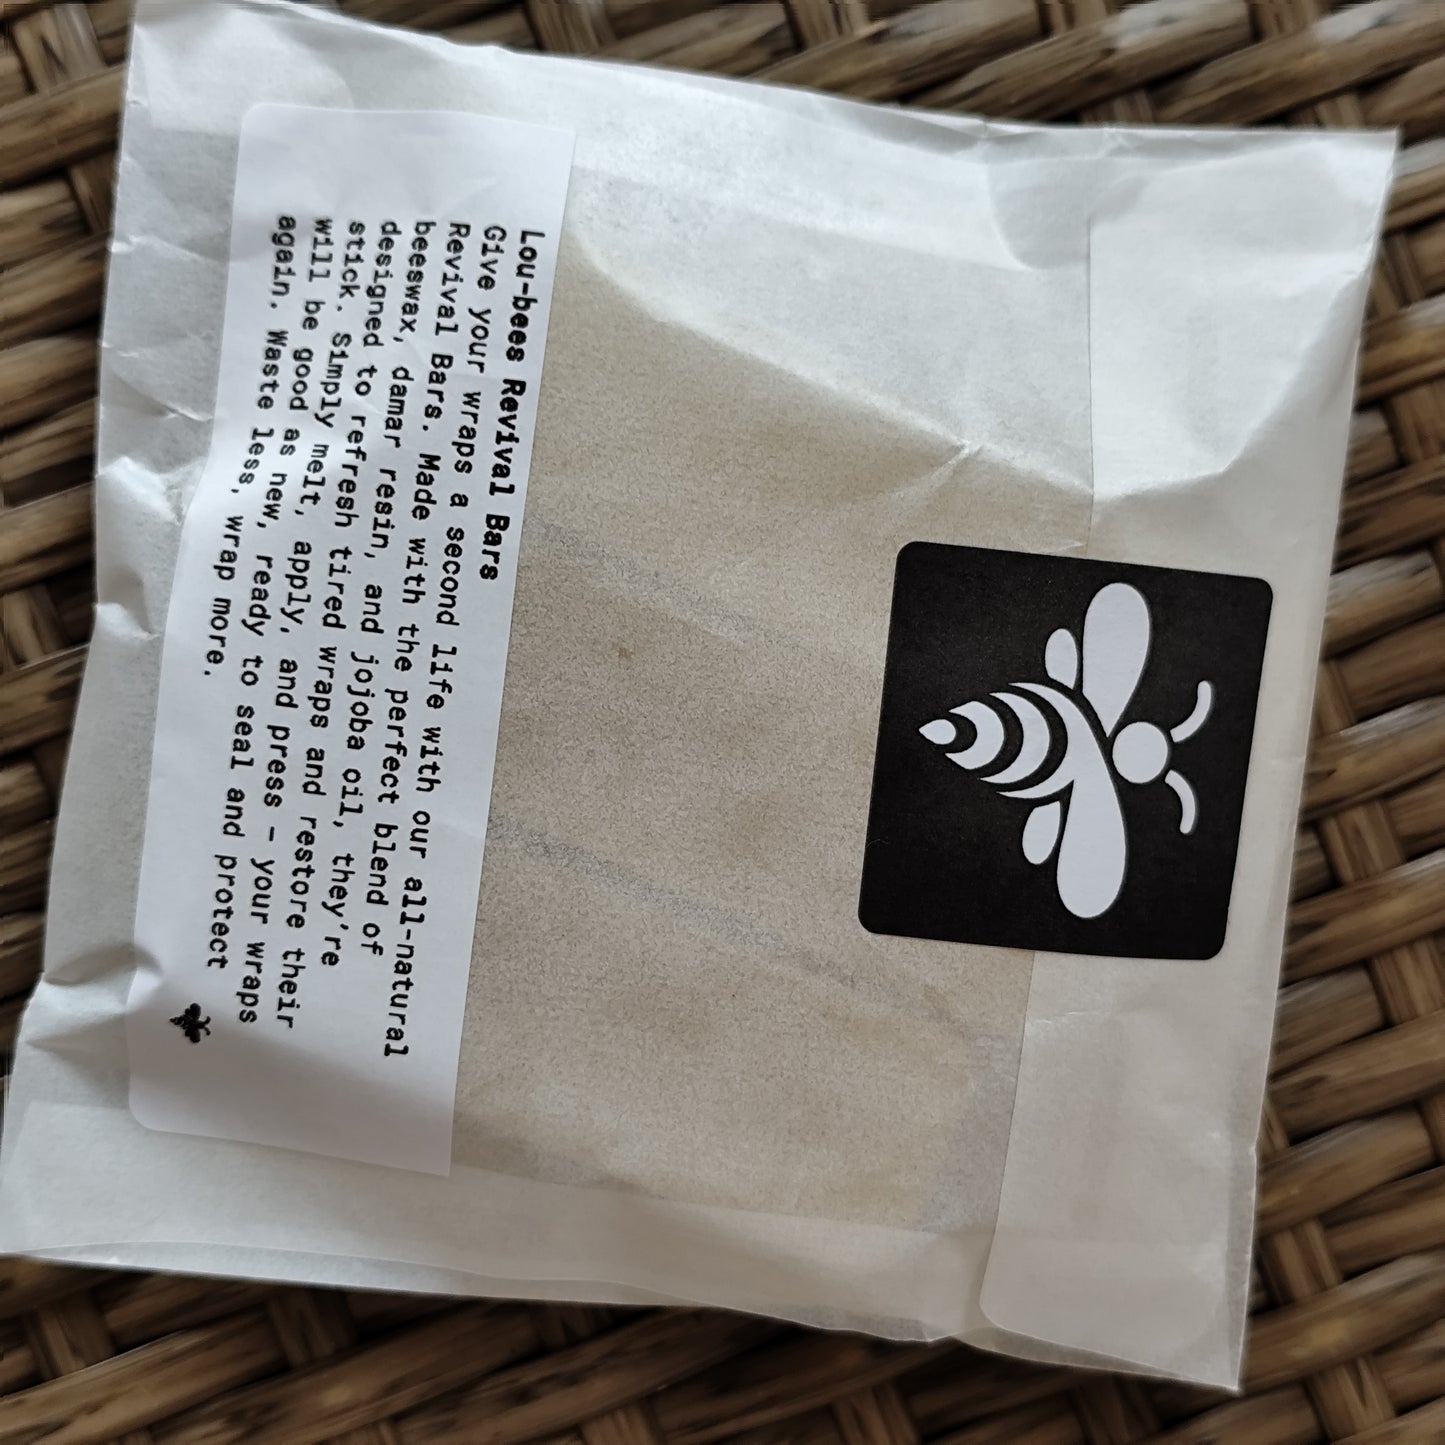 Lou-bees Revival Bars
Give your wraps a second life with our all-natural
Revival Bars. Made with the perfect blend of
beeswax, damar resin, and jojoba oil, they're
designed to refresh tired wraps and restore their
stick. Simply melt, apply, and press – your wraps
will be good as new, ready to seal and protect
again. Waste less, wrap more.